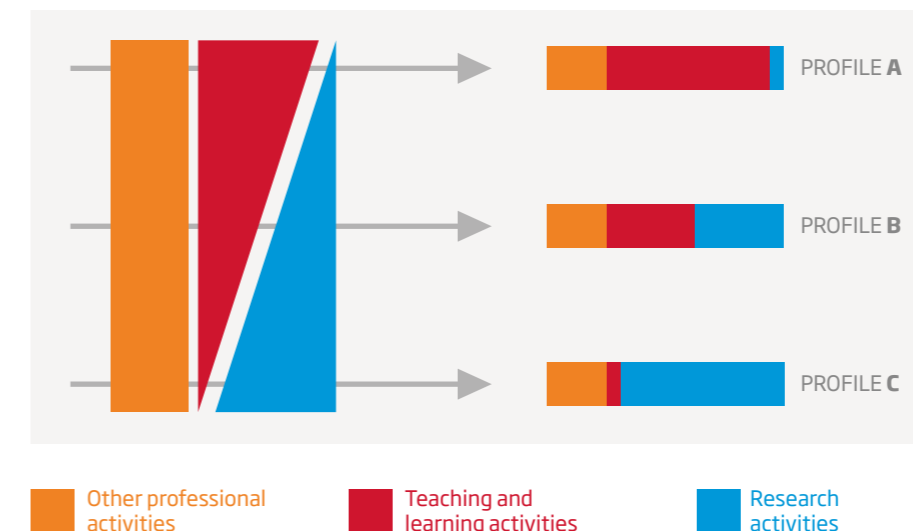 PROFILE A
PROFILE B
PROFILE C
Other professional
activities
Teaching and
learning activities
Research
activities